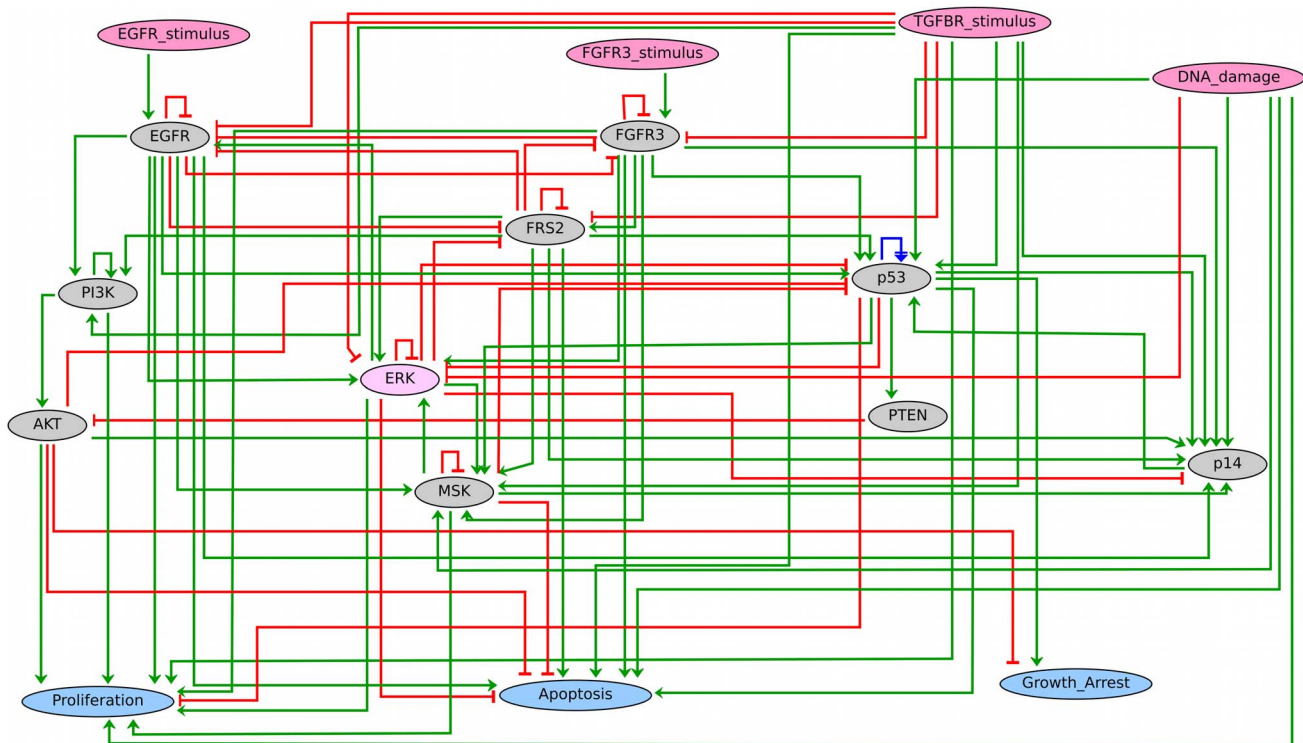 EGFR_stimulus
TGFBR_stimulus
FGFR3_stimulus
DNA_damage
EGFR
FGFR3
FRS2
p53
PI3K
ERK
PTEN
AKT
p14
MSK
Growth_Arrest
Proliferation
Apoptosis